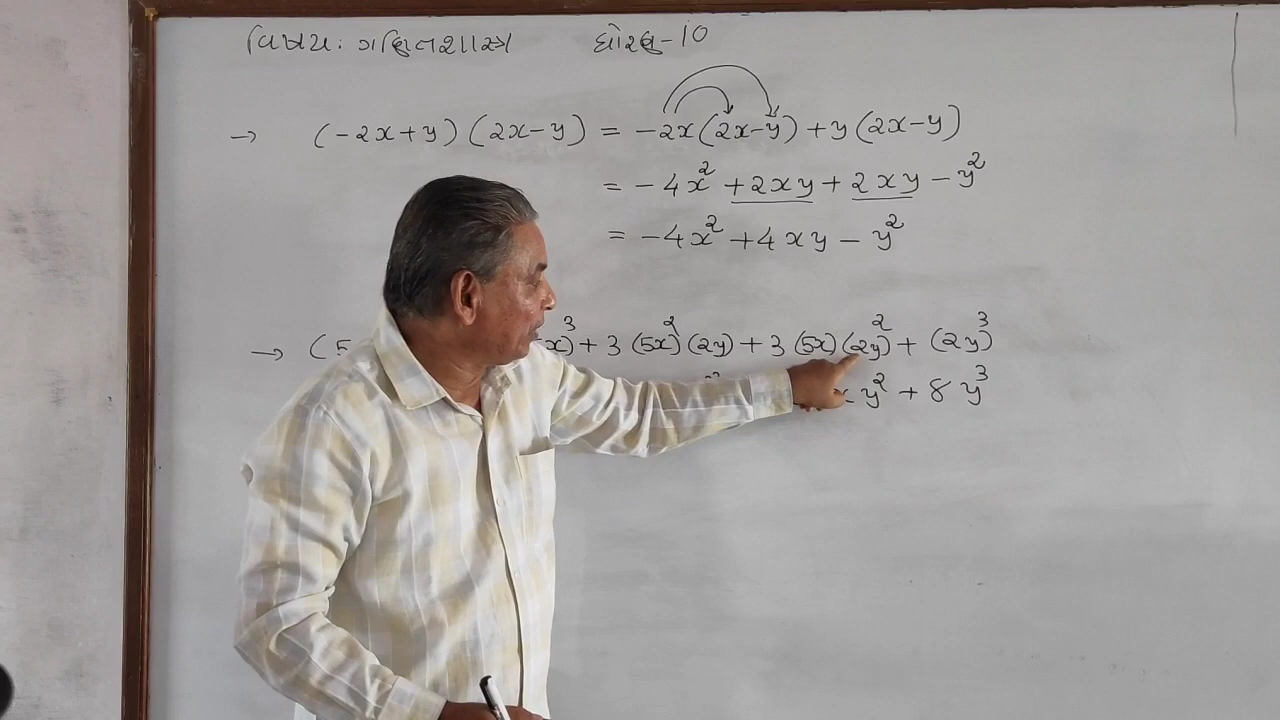 વિષય: ગણિતશાસ્ત્ર ધોરણ-10
→ (-2x+y)(2x-y) = -2x(2x-y)+y(2x-y)
= -4x² +2xy + 2xy - y²
= -4x² +4xy - y²
→ (5 x)³ + 3 (5x)² (2y) + 3 (5x) (2y)² + (2y)³
y² + 8y³